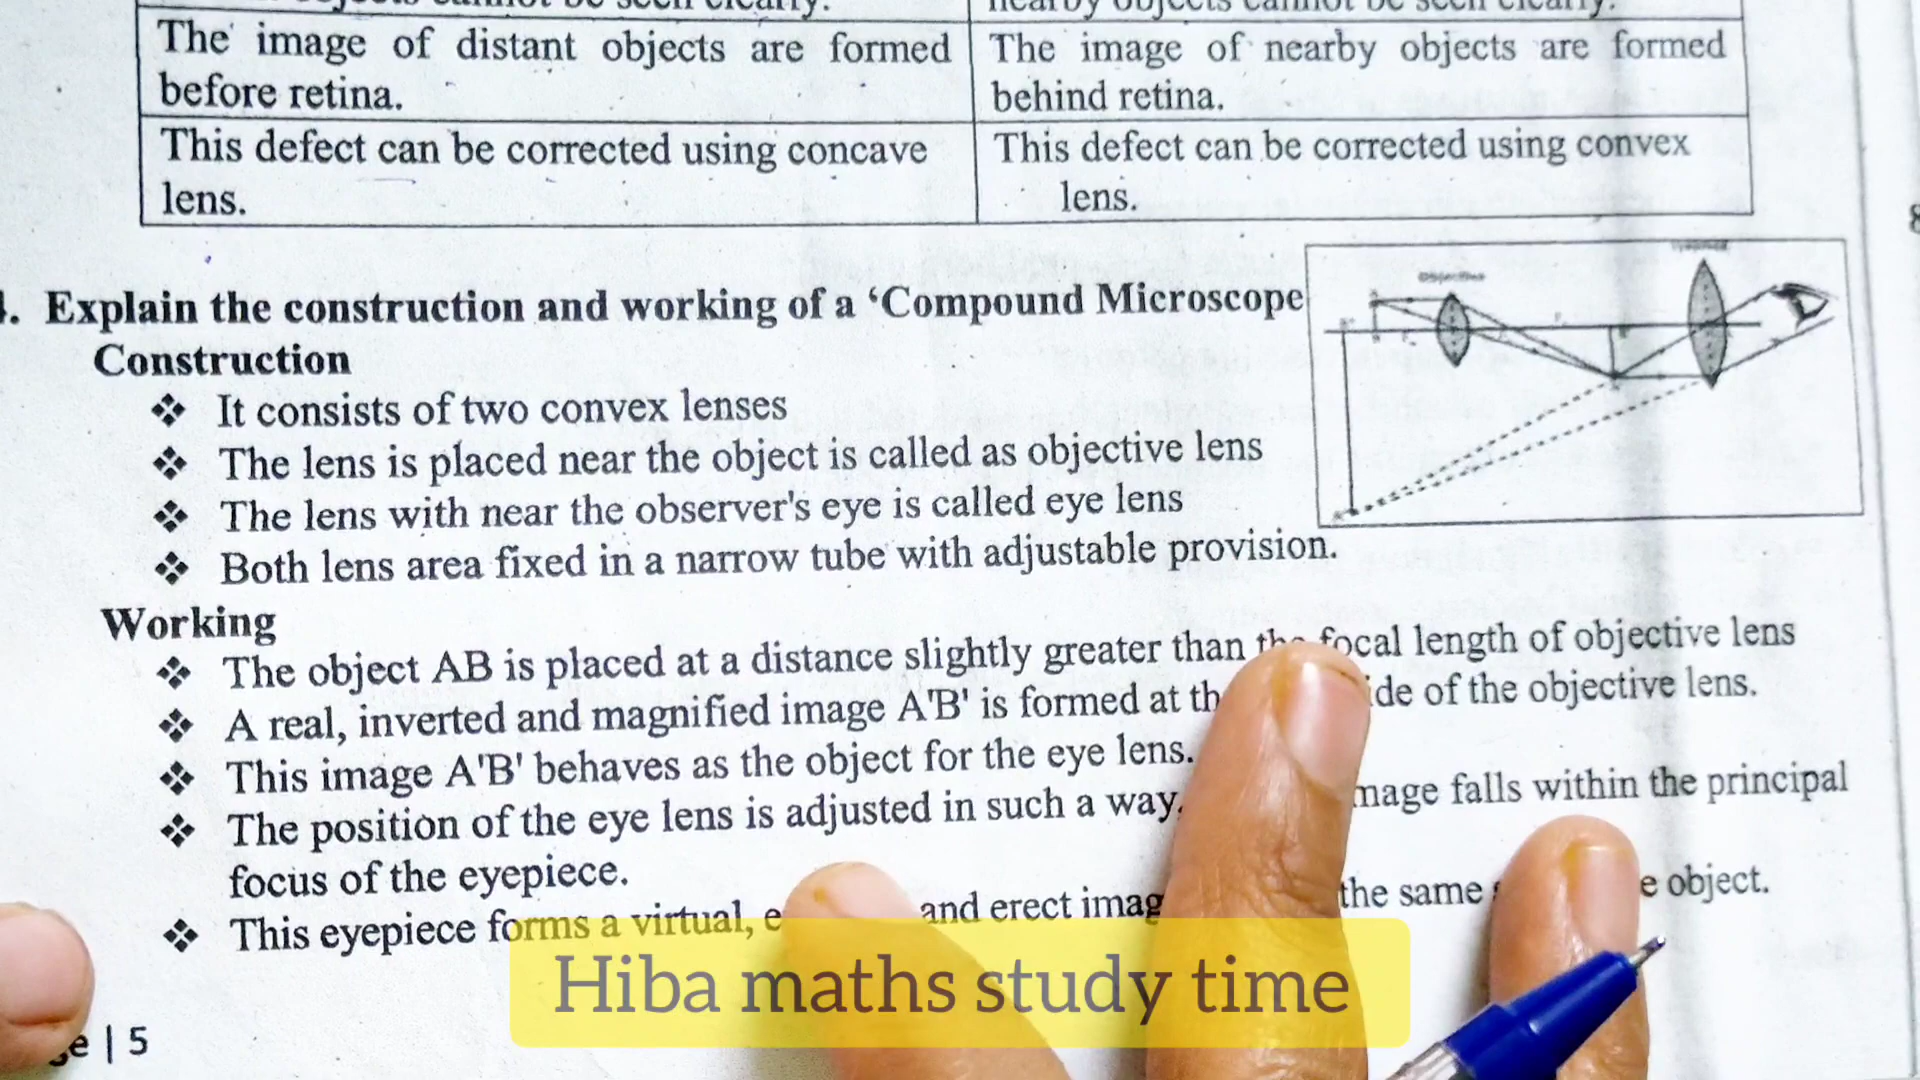 nearby objects cannot be seen clearly.
The image of distant objects are formed
before retina.
The image of nearby objects are formed
behind retina.
This defect can be corrected using concave
lens.
This defect can be corrected using convex
lens.
Explain the construction and working of a ‘Compound Microscope
Objective
Construction
❖ It consists of two convex lenses
❖ The lens is placed near the object is called as objective lens
❖ The lens with near the observer's eye is called eye lens
❖ Both lens area fixed in a narrow tube with adjustable provision.
Working
❖ The object AB is placed at a distance slightly greater than the focal length of objective lens
❖ A real, inverted and magnified image A'B' is formed at of the objective lens.
❖ This image A'B' behaves as the object for the eye lens.
❖ The position of the eye lens is adjusted in such a way, falls within the principal
focus of the eyepiece.
❖ This eyepiece forms a virtual, and erect the same object.
Hiba maths study time
| 5